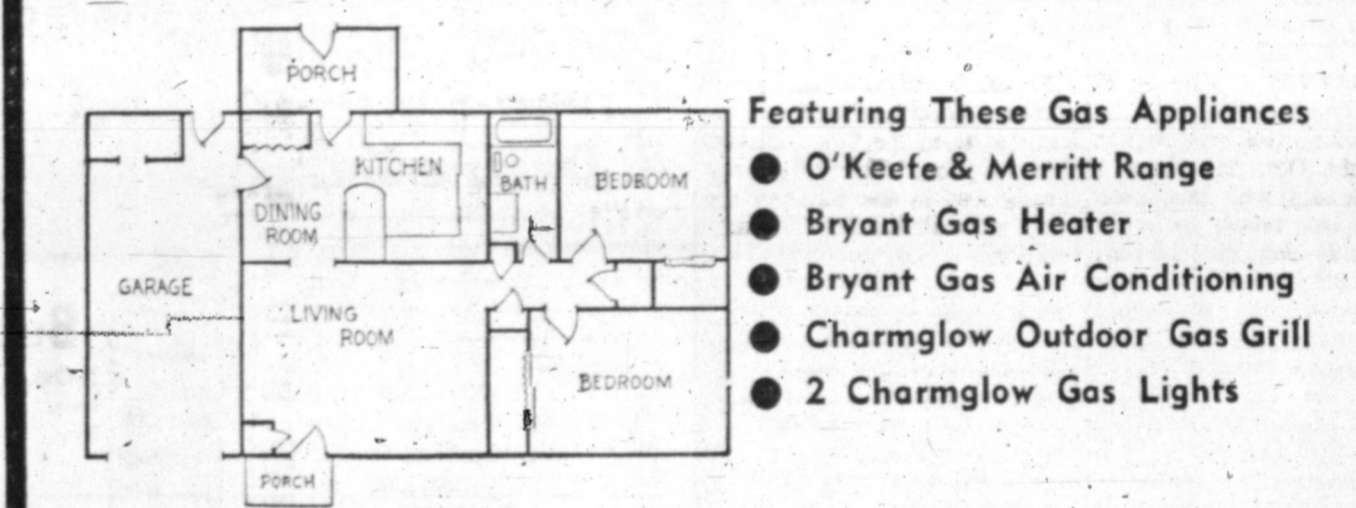 PORCH
KITCHEN
BATH
BEDROOM
DINING
ROOM
GARAGE
LIVING
ROOM
BEDROOM
PORCH
Featuring These Gas Appliances
● O'Keefe & Merritt Range
● Bryant Gas Heater
● Bryant Gas Air Conditioning
● Charmglow Outdoor Gas Grill
● 2 Charmglow Gas Lights